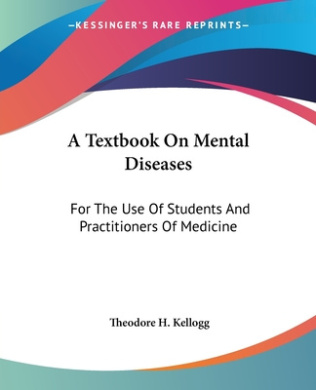 KESSINGER'S RARE REPRINTS
A Textbook On Mental
Diseases
For The Use Of Students And
Practitioners Of Medicine
Theodore H. Kellogg